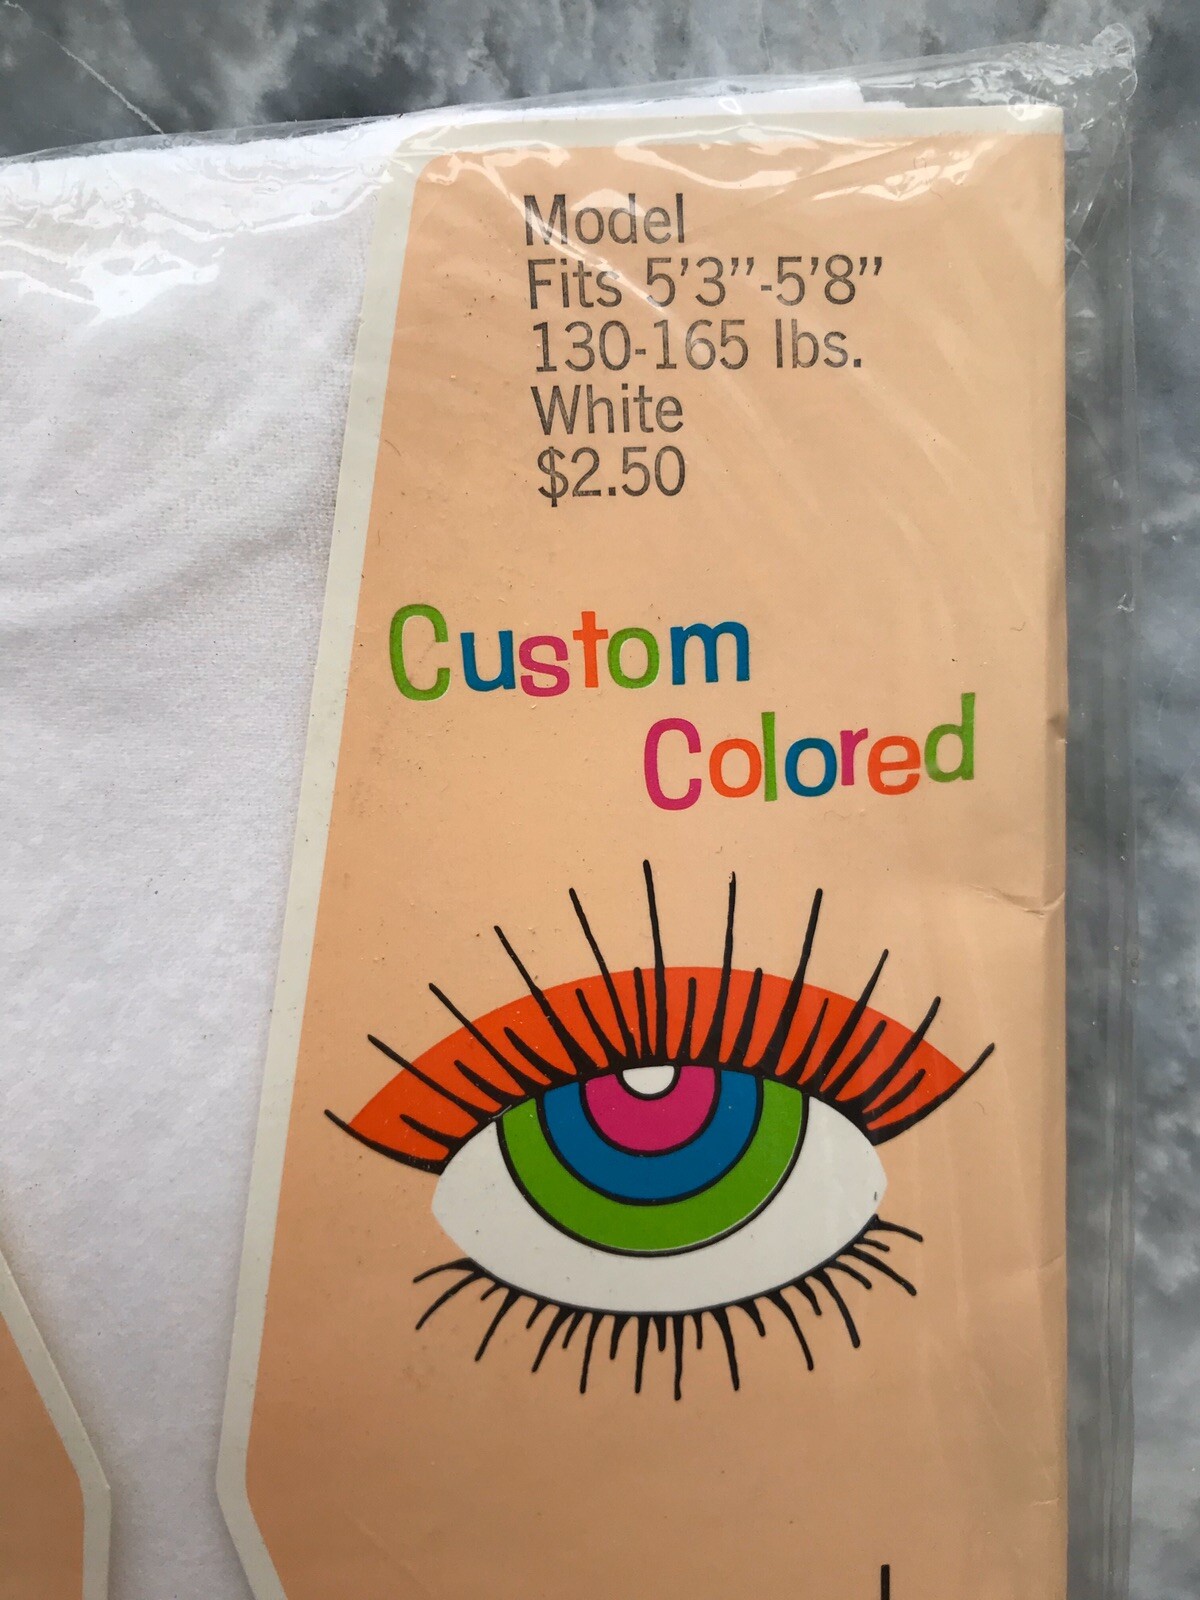 Model
Fits 5’3”-5’8”
130-165 lbs.
White
$2.50
Custom
Colored